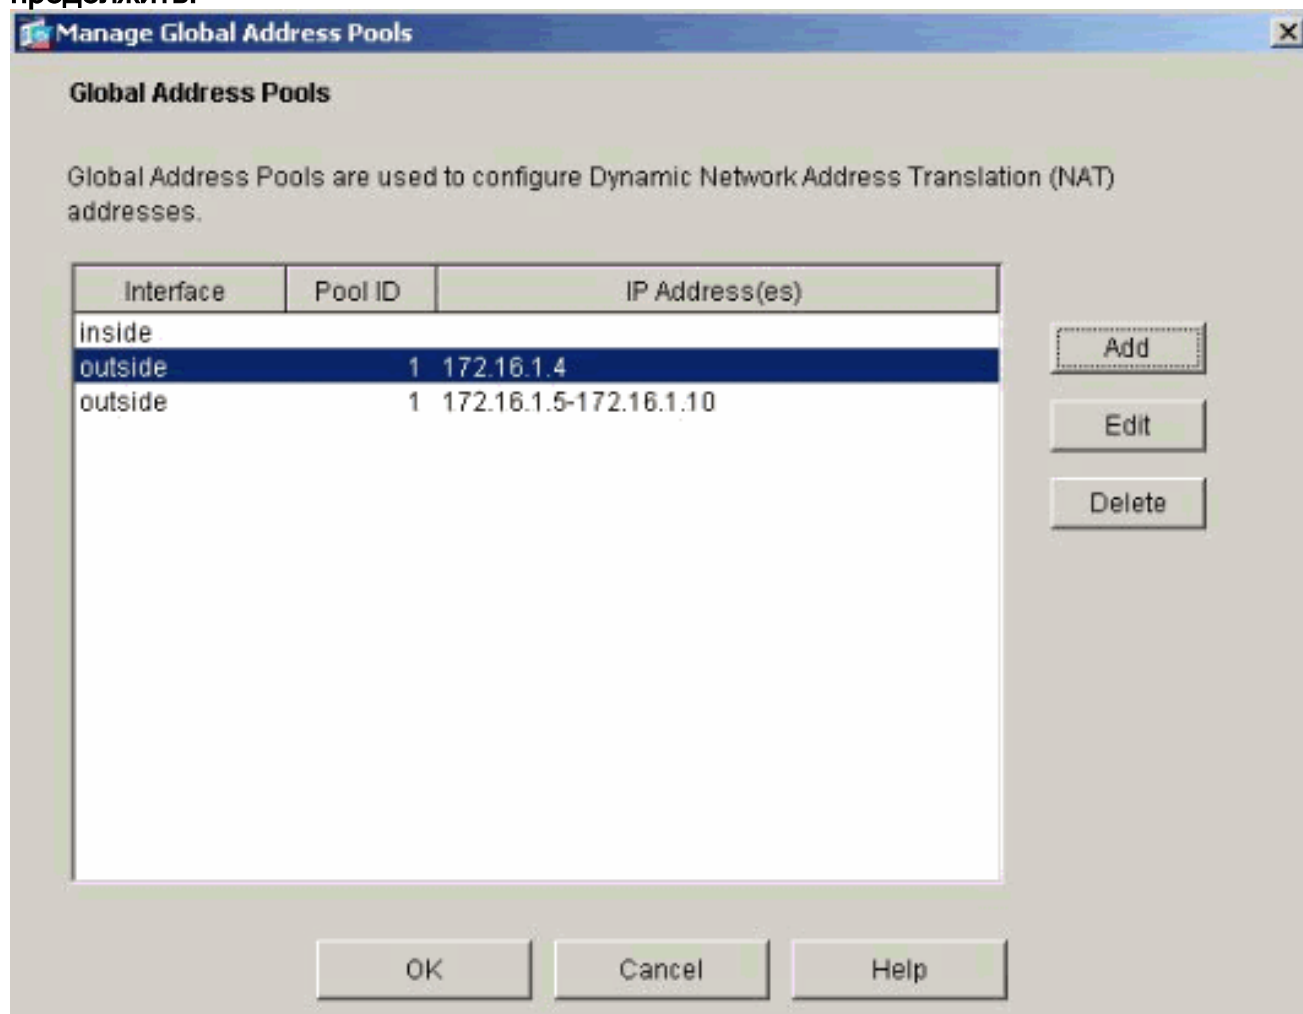 продолжить.
Manage Global Address Pools
Global Address Pools
Global Address Pools are used to configure Dynamic Network Address Translation (NAT)
addresses.
Interface Pool ID IP Address(es)
inside
outside 1 172.16.1.4
outside 1 172.16.1.5-172.16.1.10
Add
Edit
Delete
OK Cancel Help